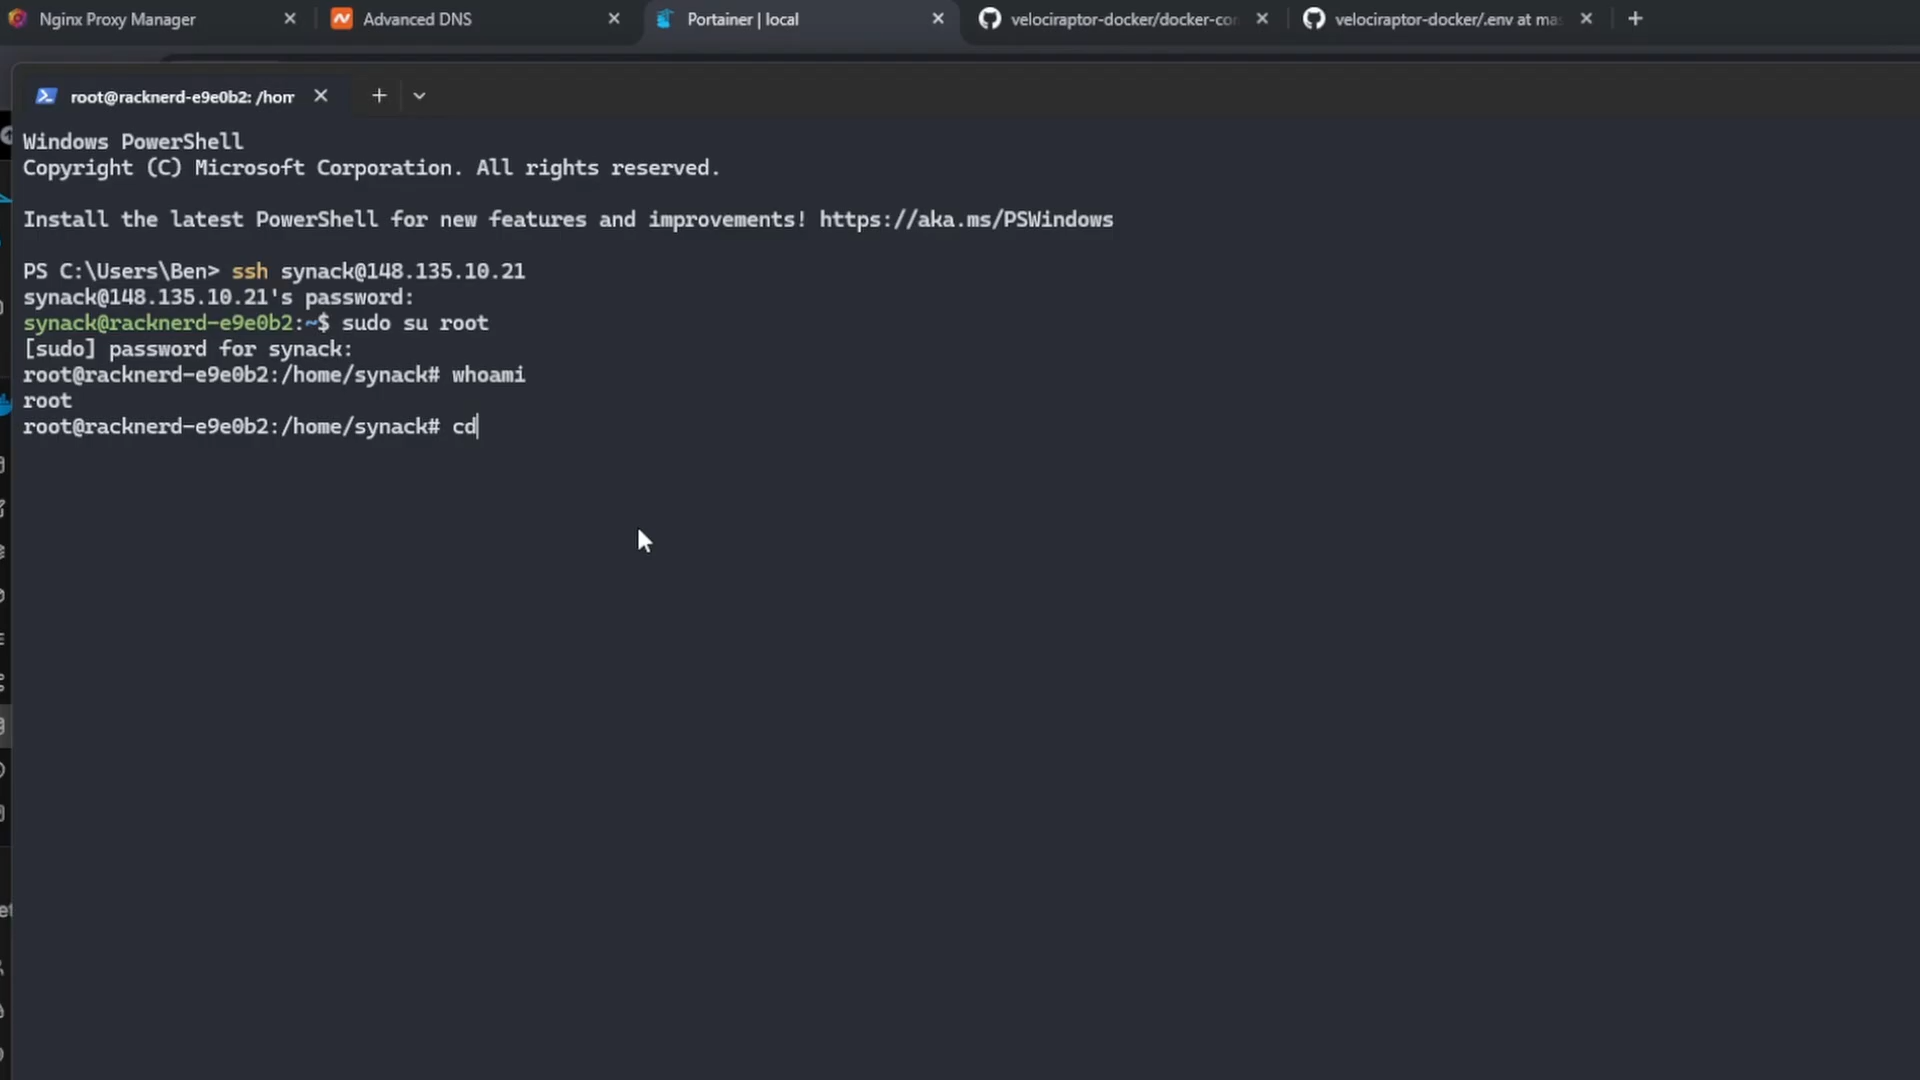 Nginx Proxy Manager
Advanced DNS
Portainer | local
velociraptor-docker/docker-co
velociraptor-docker/.env at ma
root@racknerd-e9e0b2: /hom
Windows PowerShell
Copyright (C) Microsoft Corporation. All rights reserved.
Install the latest PowerShell for new features and improvements! https://aka.ms/PSWindows
PS C:\Users\Ben> ssh synack@148.135.10.21
synack@148.135.10.21's password:
synack@racknerd-e9e0b2:~$ sudo su root
[sudo] password for synack:
root@racknerd-e9e0b2:/home/synack# whoami
root
root@racknerd-e9e0b2:/home/synack# cd